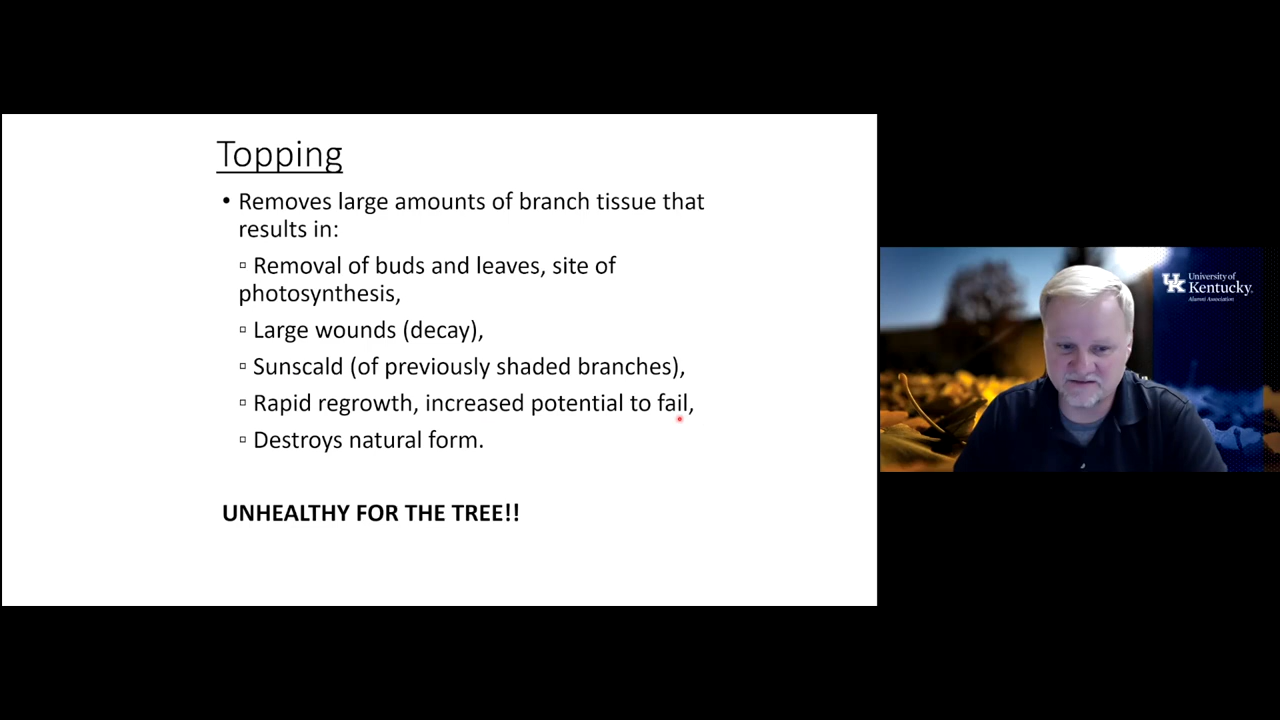 Topping
• Removes large amounts of branch tissue that
results in:
▫ Removal of buds and leaves, site of
photosynthesis,
▫ Large wounds (decay),
▫ Sunscald (of previously shaded branches),
▫ Rapid regrowth, increased potential to fail,
▫ Destroys natural form.
UNHEALTHY FOR THE TREE!!
UK University of
Kentucky.
Alumni Association